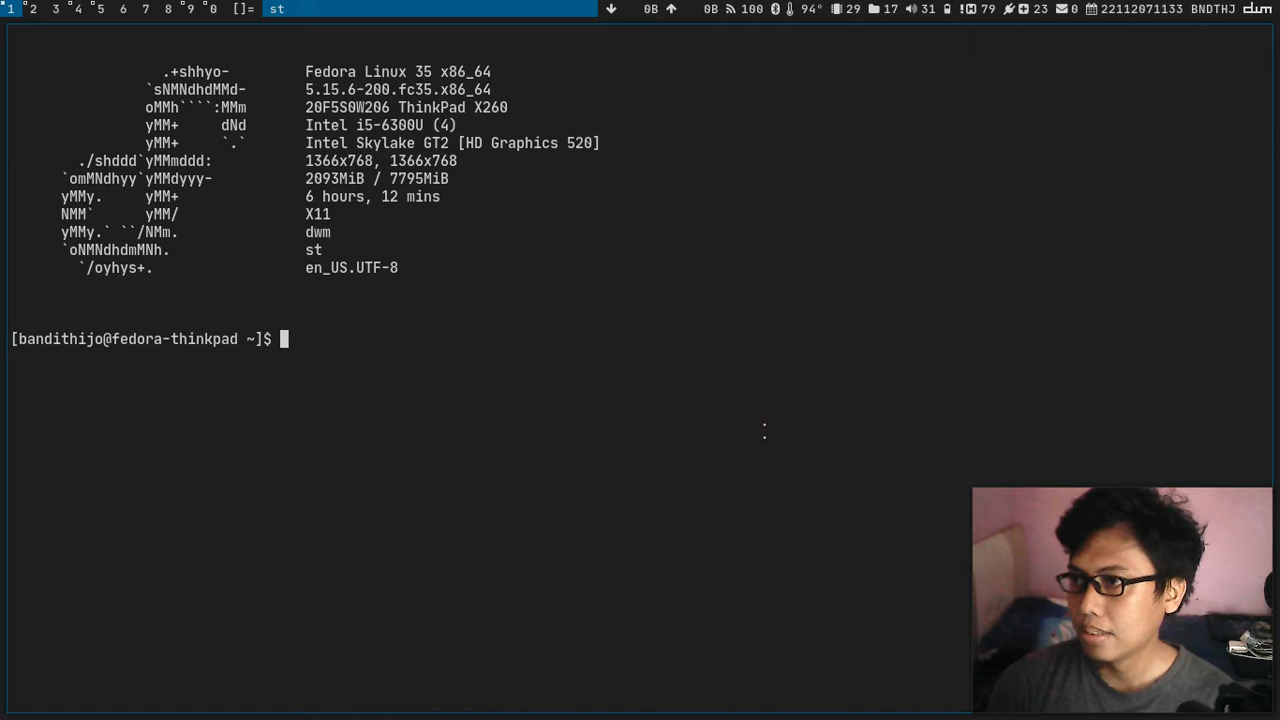 1 2 3 4 5 6 7 8 9 0 []= st 0B 0B 100 94° 29 17 31 79 23 0 22112071133 BNDTHJ dwm
.+shhyo- Fedora Linux 35 x86_64
`sNMNdhdMMd- 5.15.6-200.fc35.x86_64
oMMh````:MMm 20F5S0W206 ThinkPad X260
yMM+ dNd Intel i5-6300U (4)
yMM+ `.` Intel Skylake GT2 [HD Graphics 520]
./shddd`yMMmddd: 1366x768, 1366x768
`omMNdhyy`yMMdyyy- 2093MiB / 7795MiB
yMMy. yMM+ 6 hours, 12 mins
NMM` yMM/ X11
yMMy.` ``/NMm. dwm
`oNMNdhdmMNh. st
`/oyhys+. en_US.UTF-8
[bandithijo@fedora-thinkpad ~]$